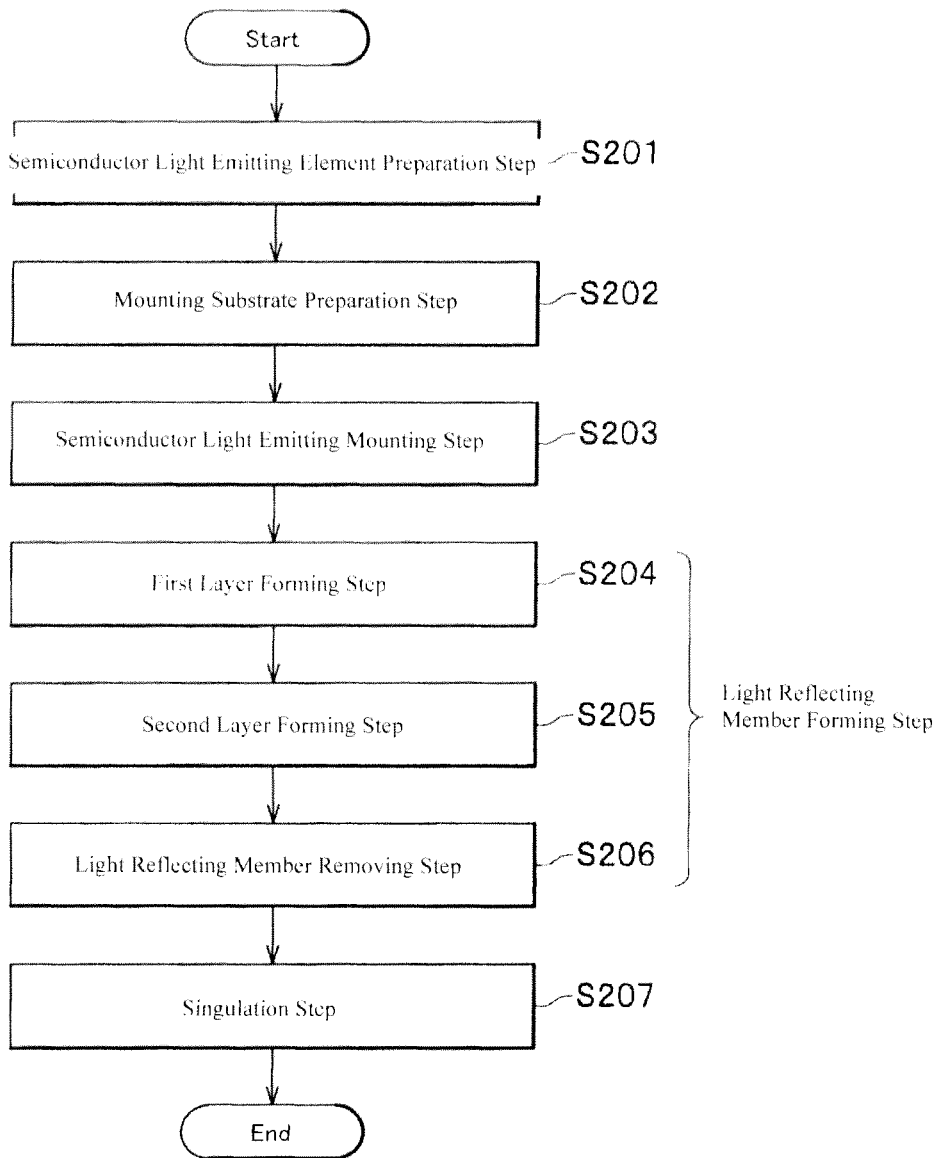 Start
Semiconductor Light Emitting Element Preparation Step
S201
Mounting Substrate Preparation Step
S202
Semiconductor Light Emitting Mounting Step
S203
First Layer Forming Step
S204
Second Layer Forming Step
S205
Light Reflecting
Member Forming Step
Light Reflecting Member Removing Step
S206
Singulation Step
S207
End